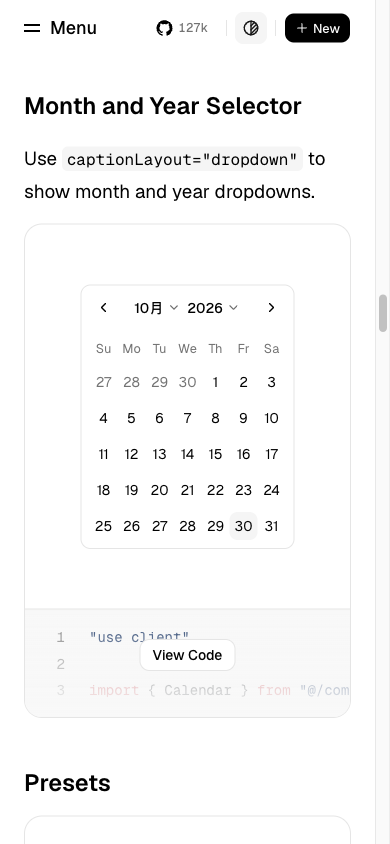 Menu
127k
New
Month and Year Selector
Use captionLayout="dropdown" to
show month and year dropdowns.
10月 2026
Su Mo Tu We Th Fr Sa
27 28 29 30 1 2 3
4 5 6 7 8 9 10
11 12 13 14 15 16 17
18 19 20 21 22 23 24
25 26 27 28 29 30 31
1 "use client"
2
View Code
3 import { Calendar } from "@/com
Presets